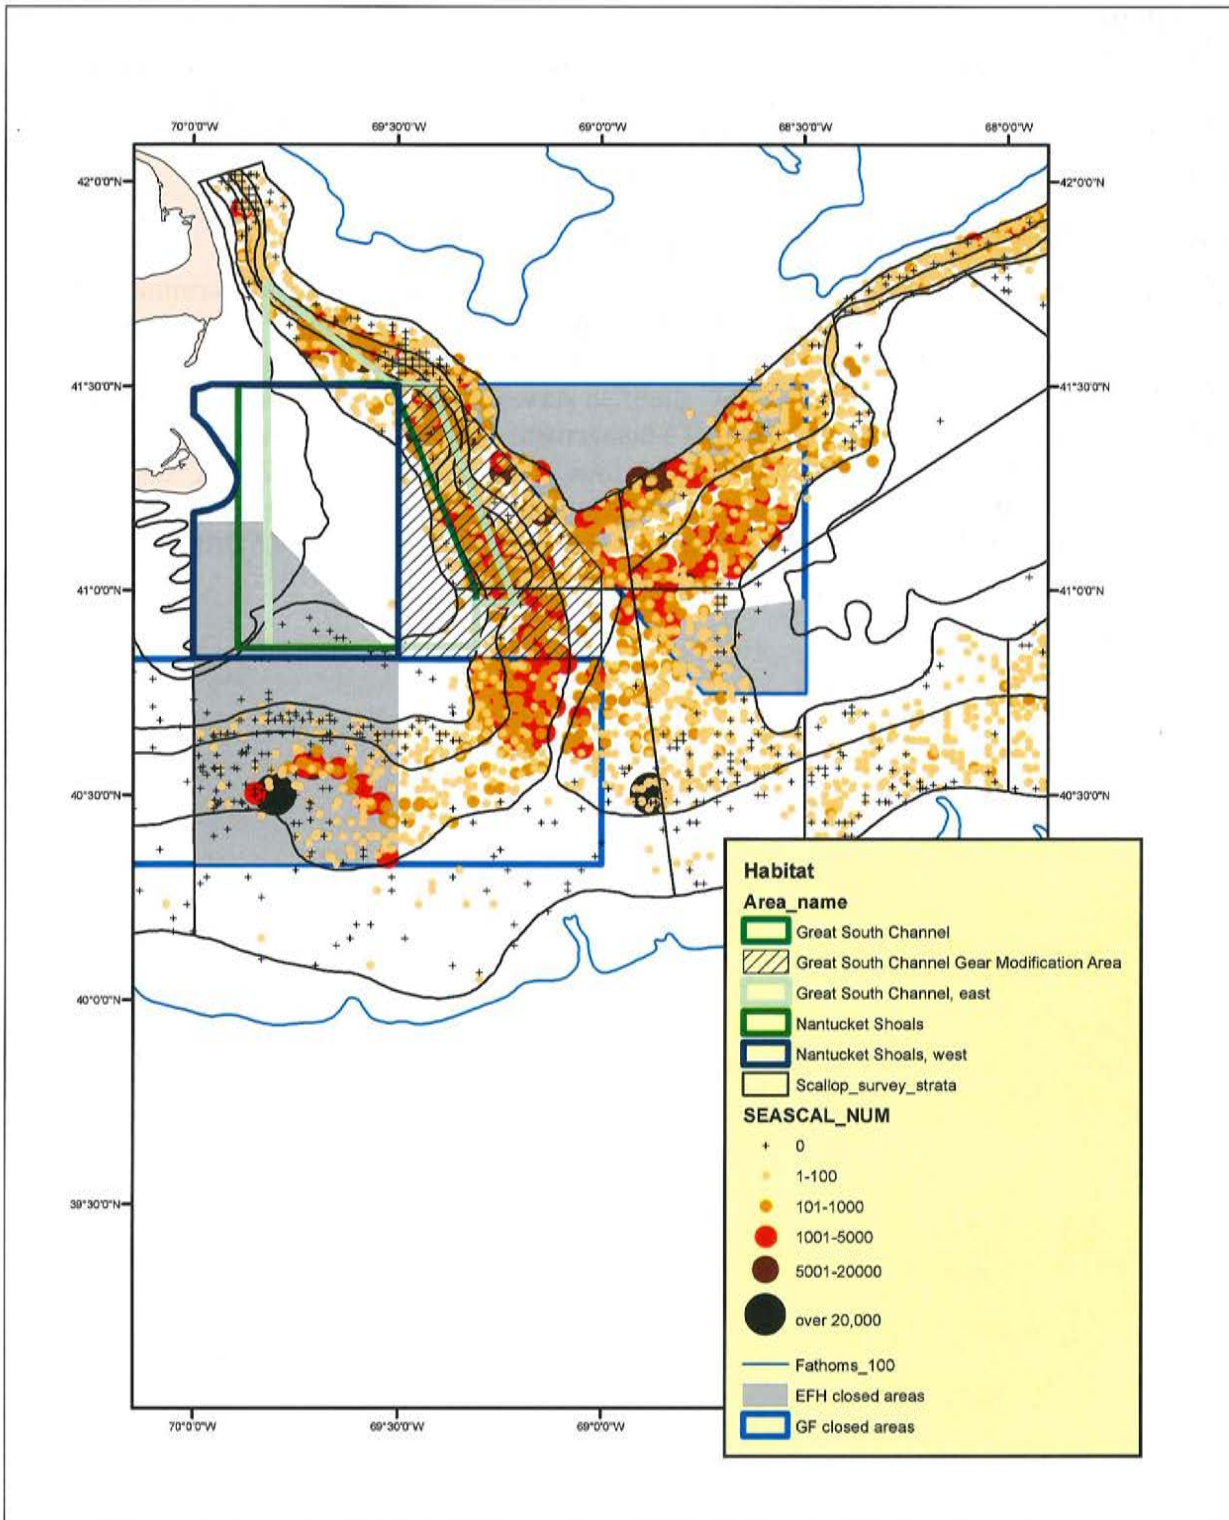 70°0'0"W 69°30'0"W 69°0'0"W 68°30'0"W 68°0'0"W
42°0'0"N 42°0'0"N
41°30'0"N 41°30'0"N
41°0'0"N 41°0'0"N
40°30'0"N 40°30'0"N
40°0'0"N
39°30'0"N
70°0'0"W 69°30'0"W 69°0'0"W
Habitat
Area_name
Great South Channel
Great South Channel Gear Modification Area
Great South Channel, east
Nantucket Shoals
Nantucket Shoals, west
Scallop_survey_strata
SEASCAL_NUM
0
1-100
101-1000
1001-5000
5001-20000
over 20,000
Fathoms_100
EFH closed areas
GF closed areas